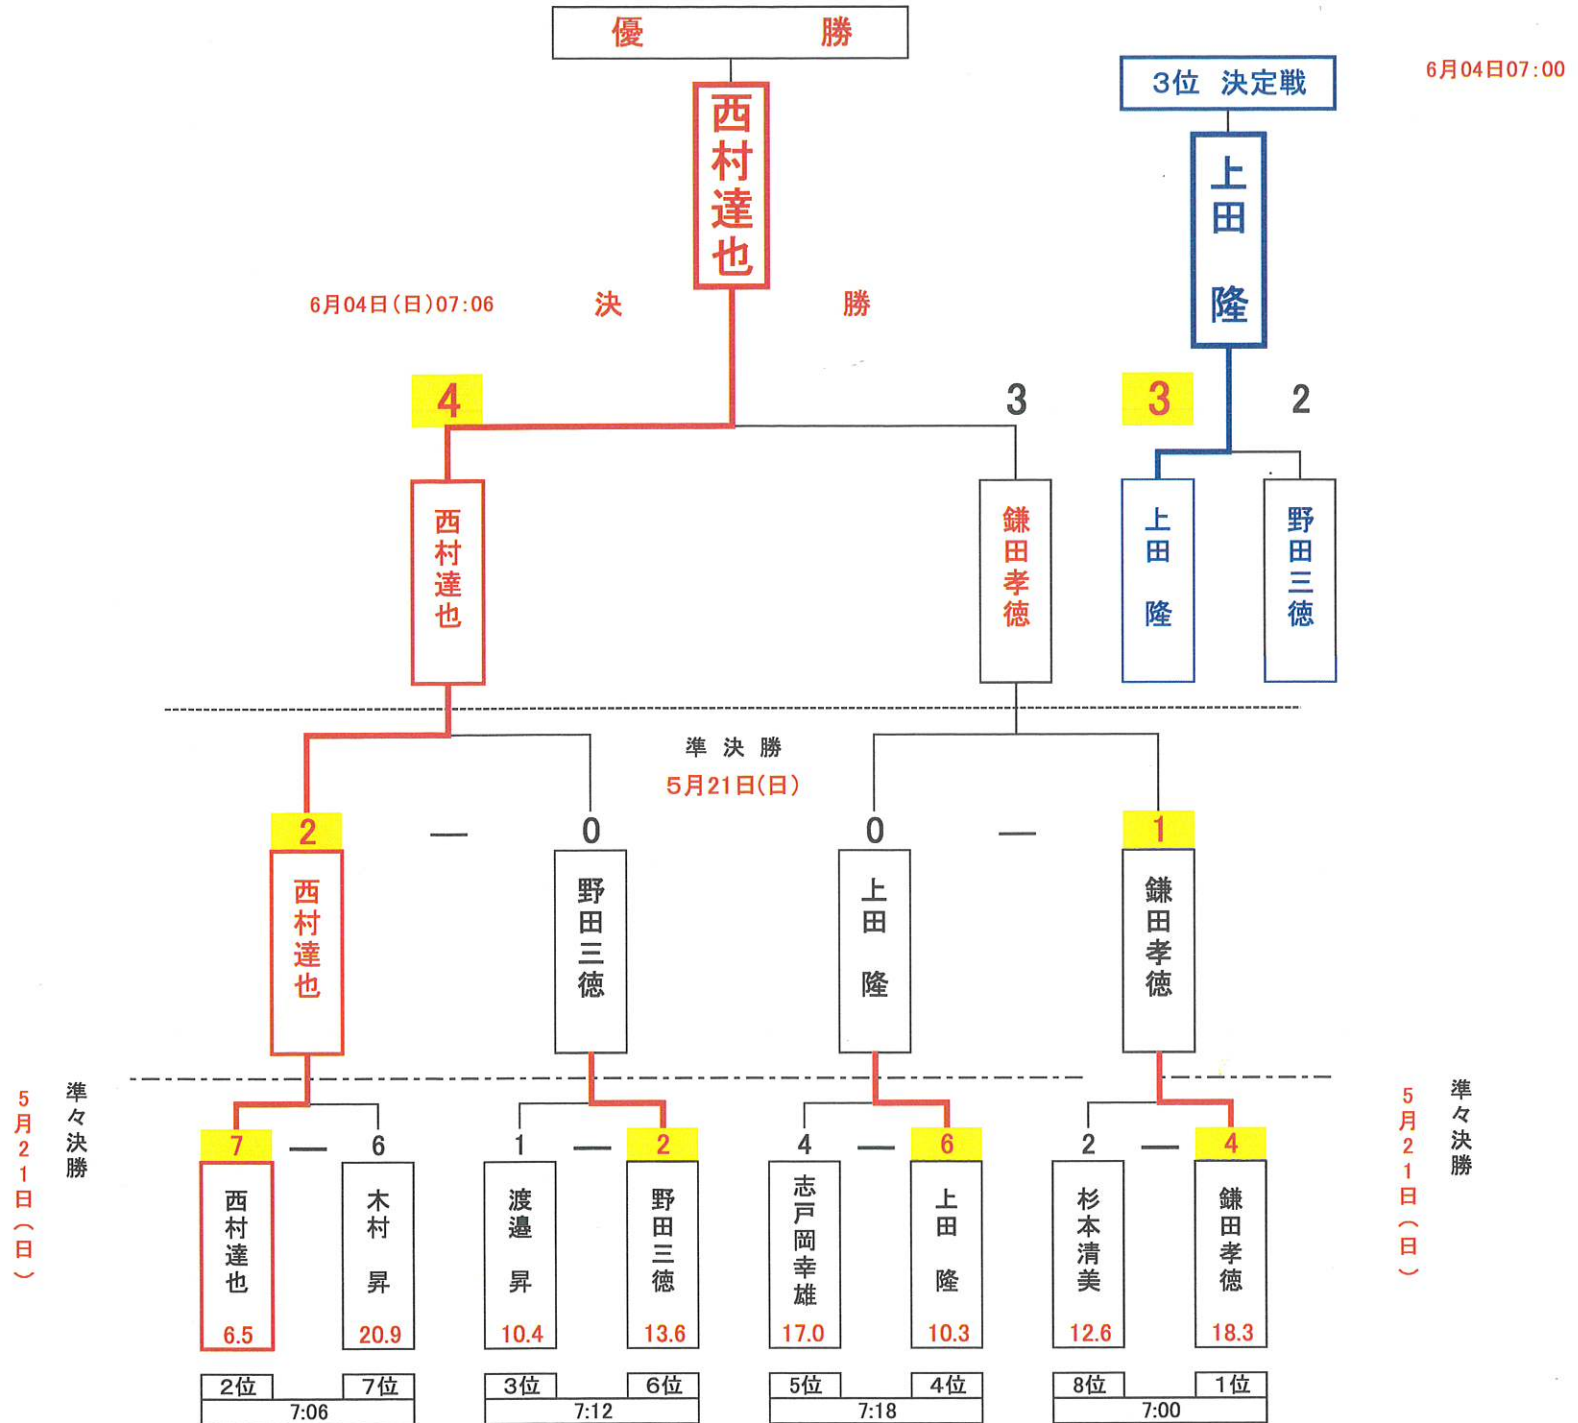 優 勝
3位 決定戦
6月04日07:00
西村達也
上田 隆
6月04日(日)07:06
決 勝
4
3
3
2
西村達也
鎌田孝徳
上田 隆
野田三徳
準決勝
5月21日(日)
2 — 0
0 — 1
西村達也
野田三徳
上田 隆
鎌田孝徳
準々決勝
5月21日(日)
準々決勝
5月21日(日)
7 — 6
1 — 2
4 — 6
2 — 4
西村達也
木村 昇
渡邉 昇
野田三徳
志戸岡幸雄
上田 隆
杉本清美
鎌田孝徳
6.5
20.9
10.4
13.6
17.0
10.3
12.6
18.3
2位
7位
3位
6位
5位
4位
8位
1位
7:06
7:12
7:18
7:00